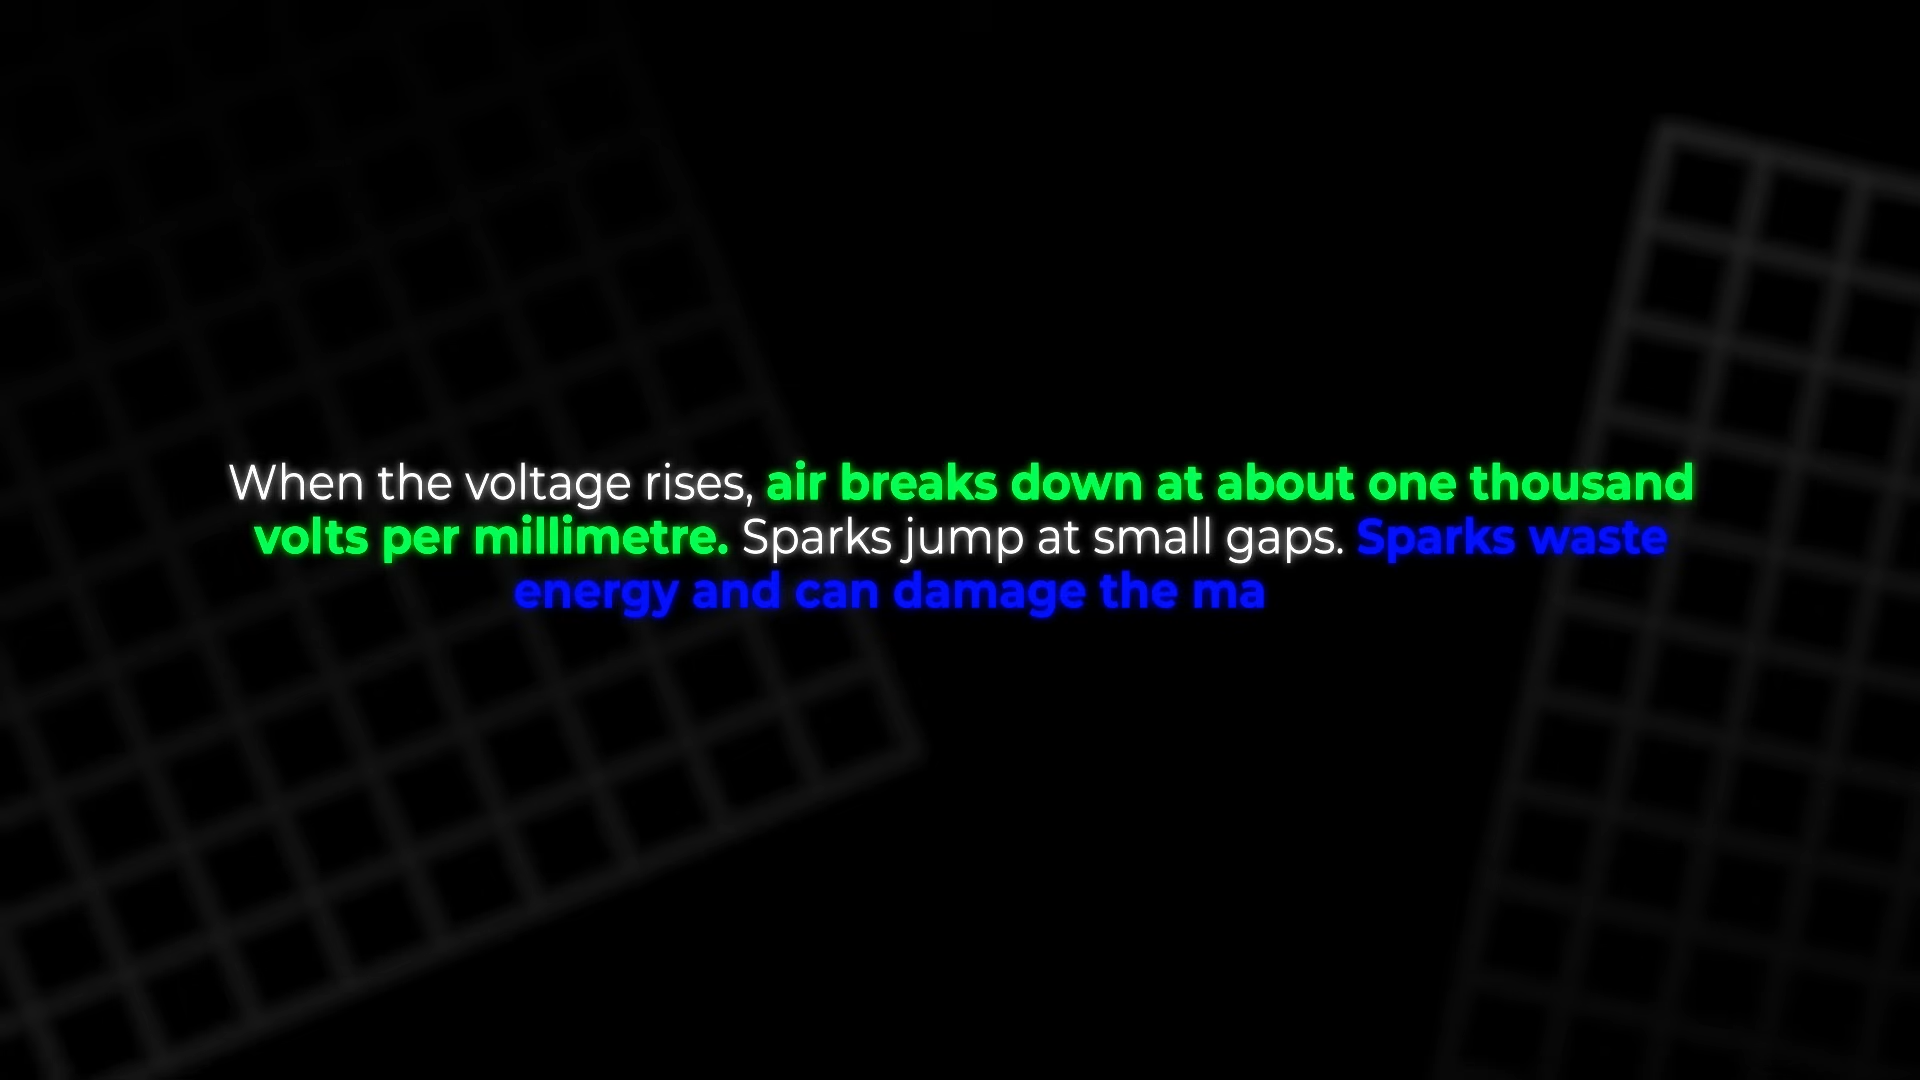 When the voltage rises, air breaks down at about one thousand
volts per millimetre. Sparks jump at small gaps. Sparks waste
energy and can damage the ma